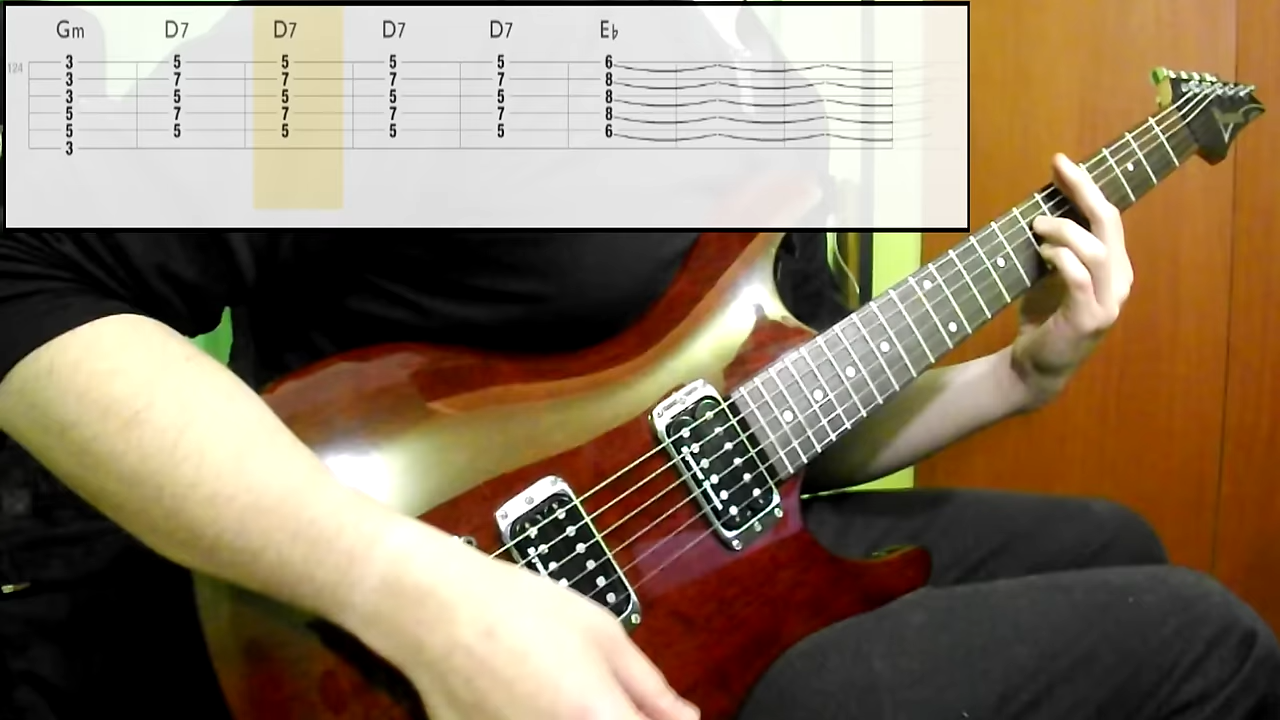 Gm D7 D7 D7 D7 E♭
124
3 5 5 5 5 6
3 7 7 7 7 8
3 5 5 5 5 8
5 7 7 7 7 8
5 5 5 5 5 6
3